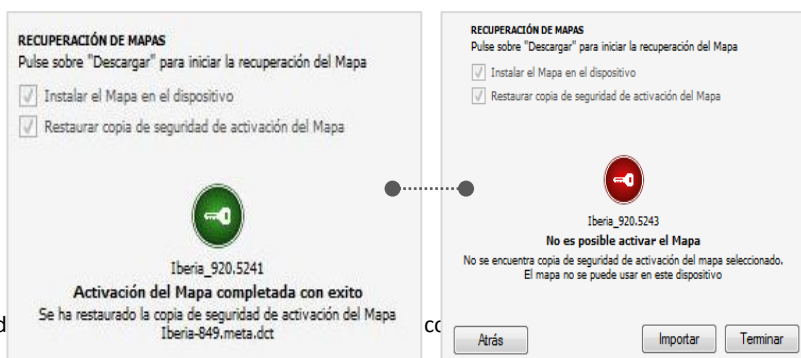 RECUPERACIÓN DE MAPAS
Pulse sobre "Descargar" para iniciar la recuperación del Mapa
Instalar el Mapa en el dispositivo
Restaurar copia de seguridad de activación del Mapa
Iberia_920.5241
Activación del Mapa completada con exito
Se ha restaurado la copia de seguridad de activación del Mapa
Iberia-849.meta.dct
RECUPERACIÓN DE MAPAS
Pulse sobre "Descargar" para iniciar la recuperación del Mapa
Instalar el Mapa en el dispositivo
Restaurar copia de seguridad de activación del Mapa
Iberia_920.5243
No es posible activar el Mapa
No se encuentra copia de seguridad de activación del mapa seleccionado.
El mapa no se puede usar en este dispositivo
Atrás
Importar
Terminar